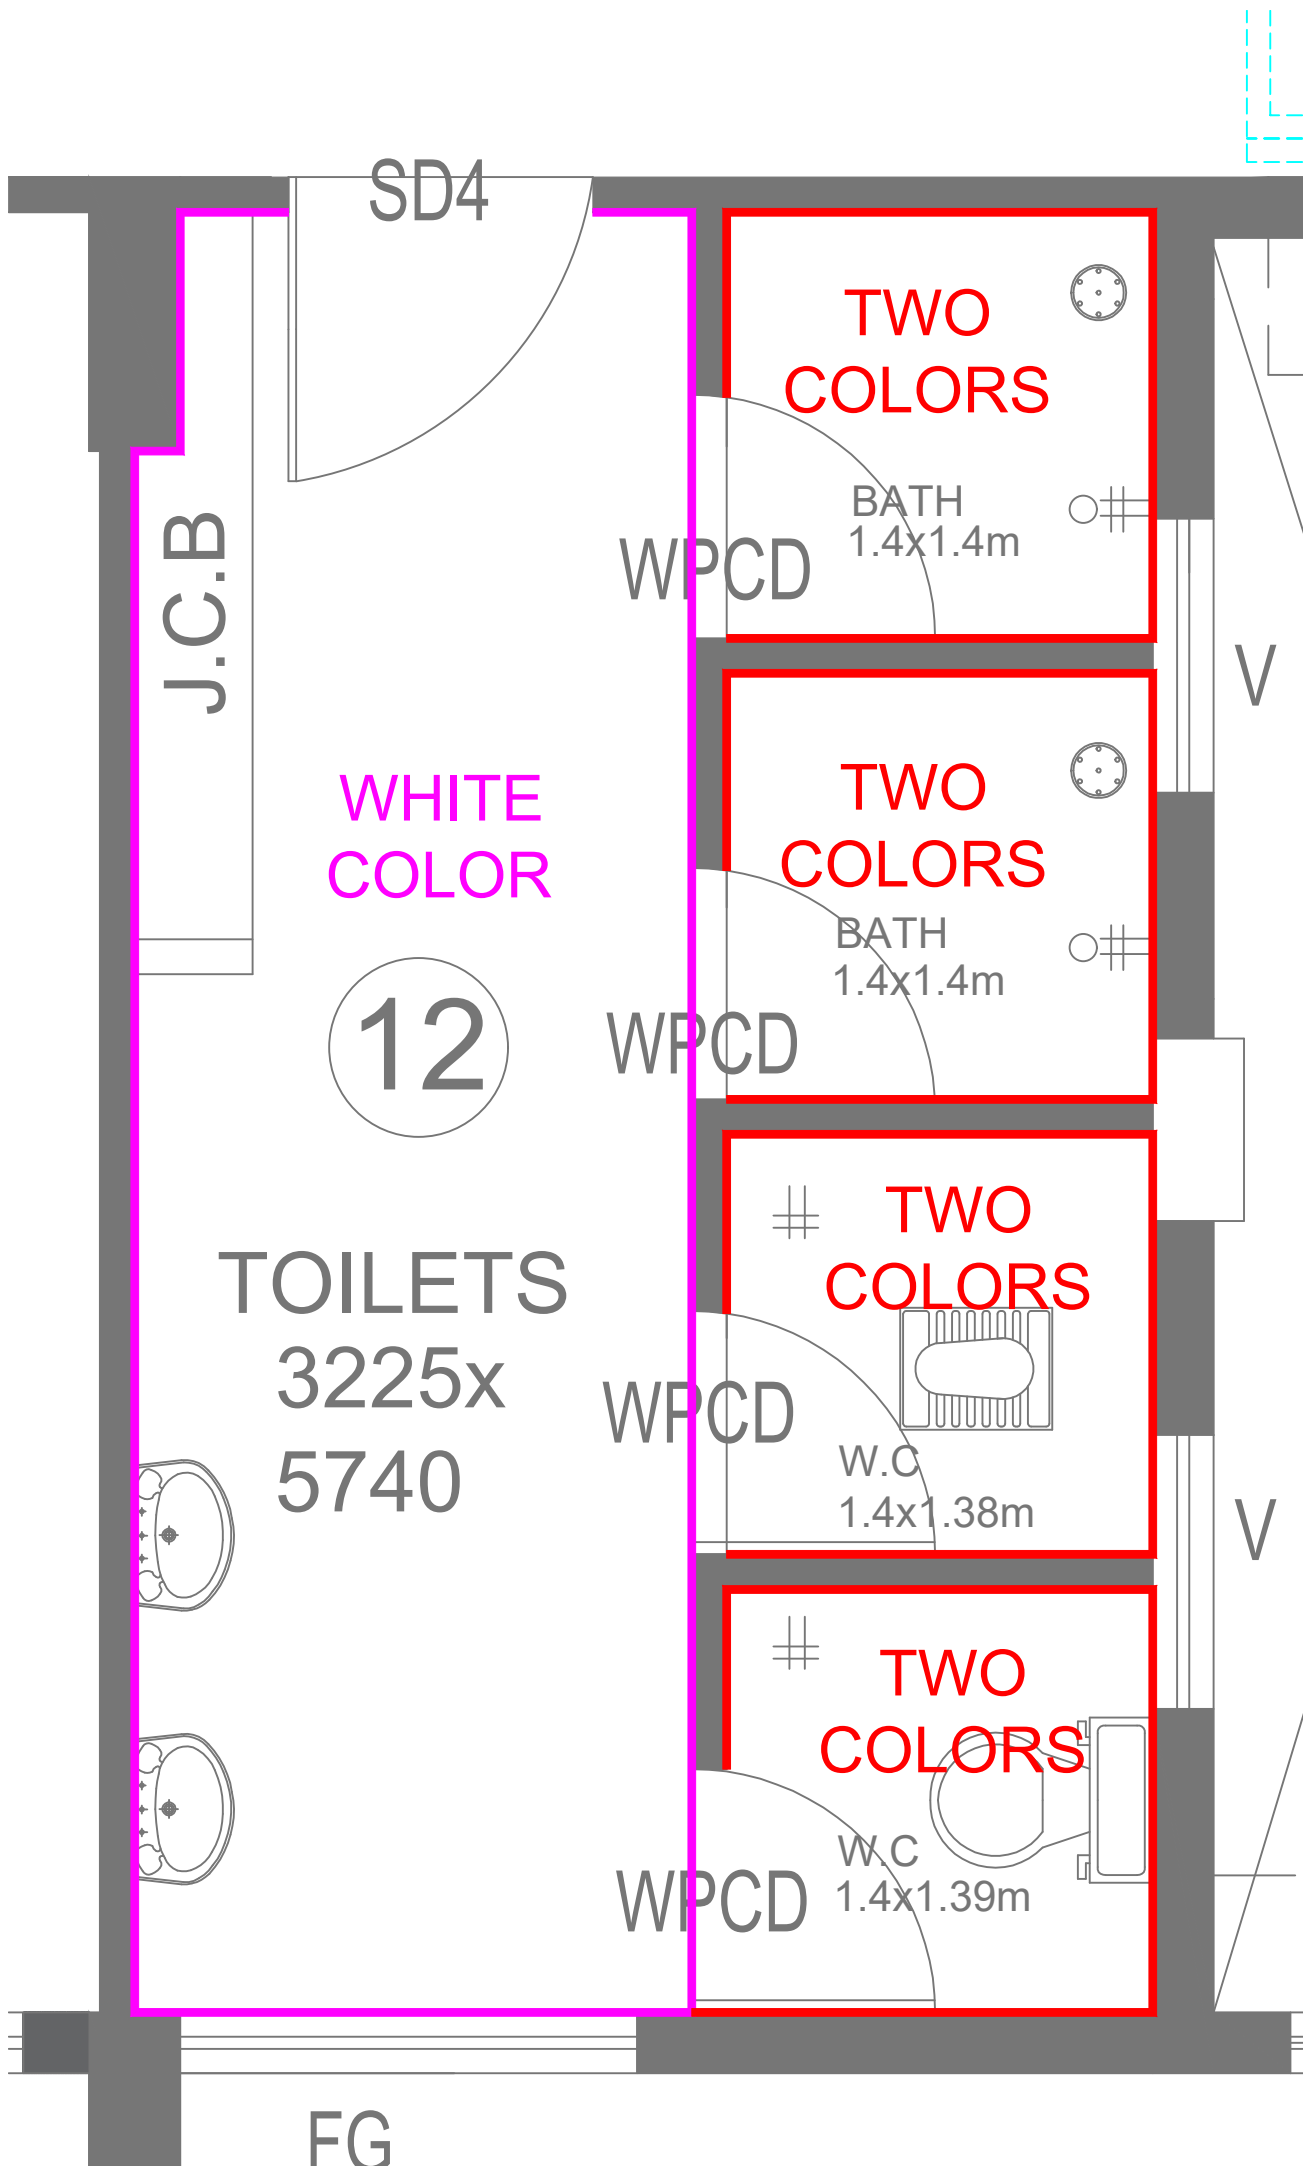 SD4
TWO
COLORS
BATH
1.4x1.4m
WPCD
J.C.B
V
WHITE
COLOR
TWO
COLORS
BATH
1.4x1.4m
WPCD
12
TOILETS
3225x
5740
TWO
COLORS
WPCD
W.C
1.4x1.38m
V
TWO
COLORS
W.C
1.4x1.39m
WPCD
FG